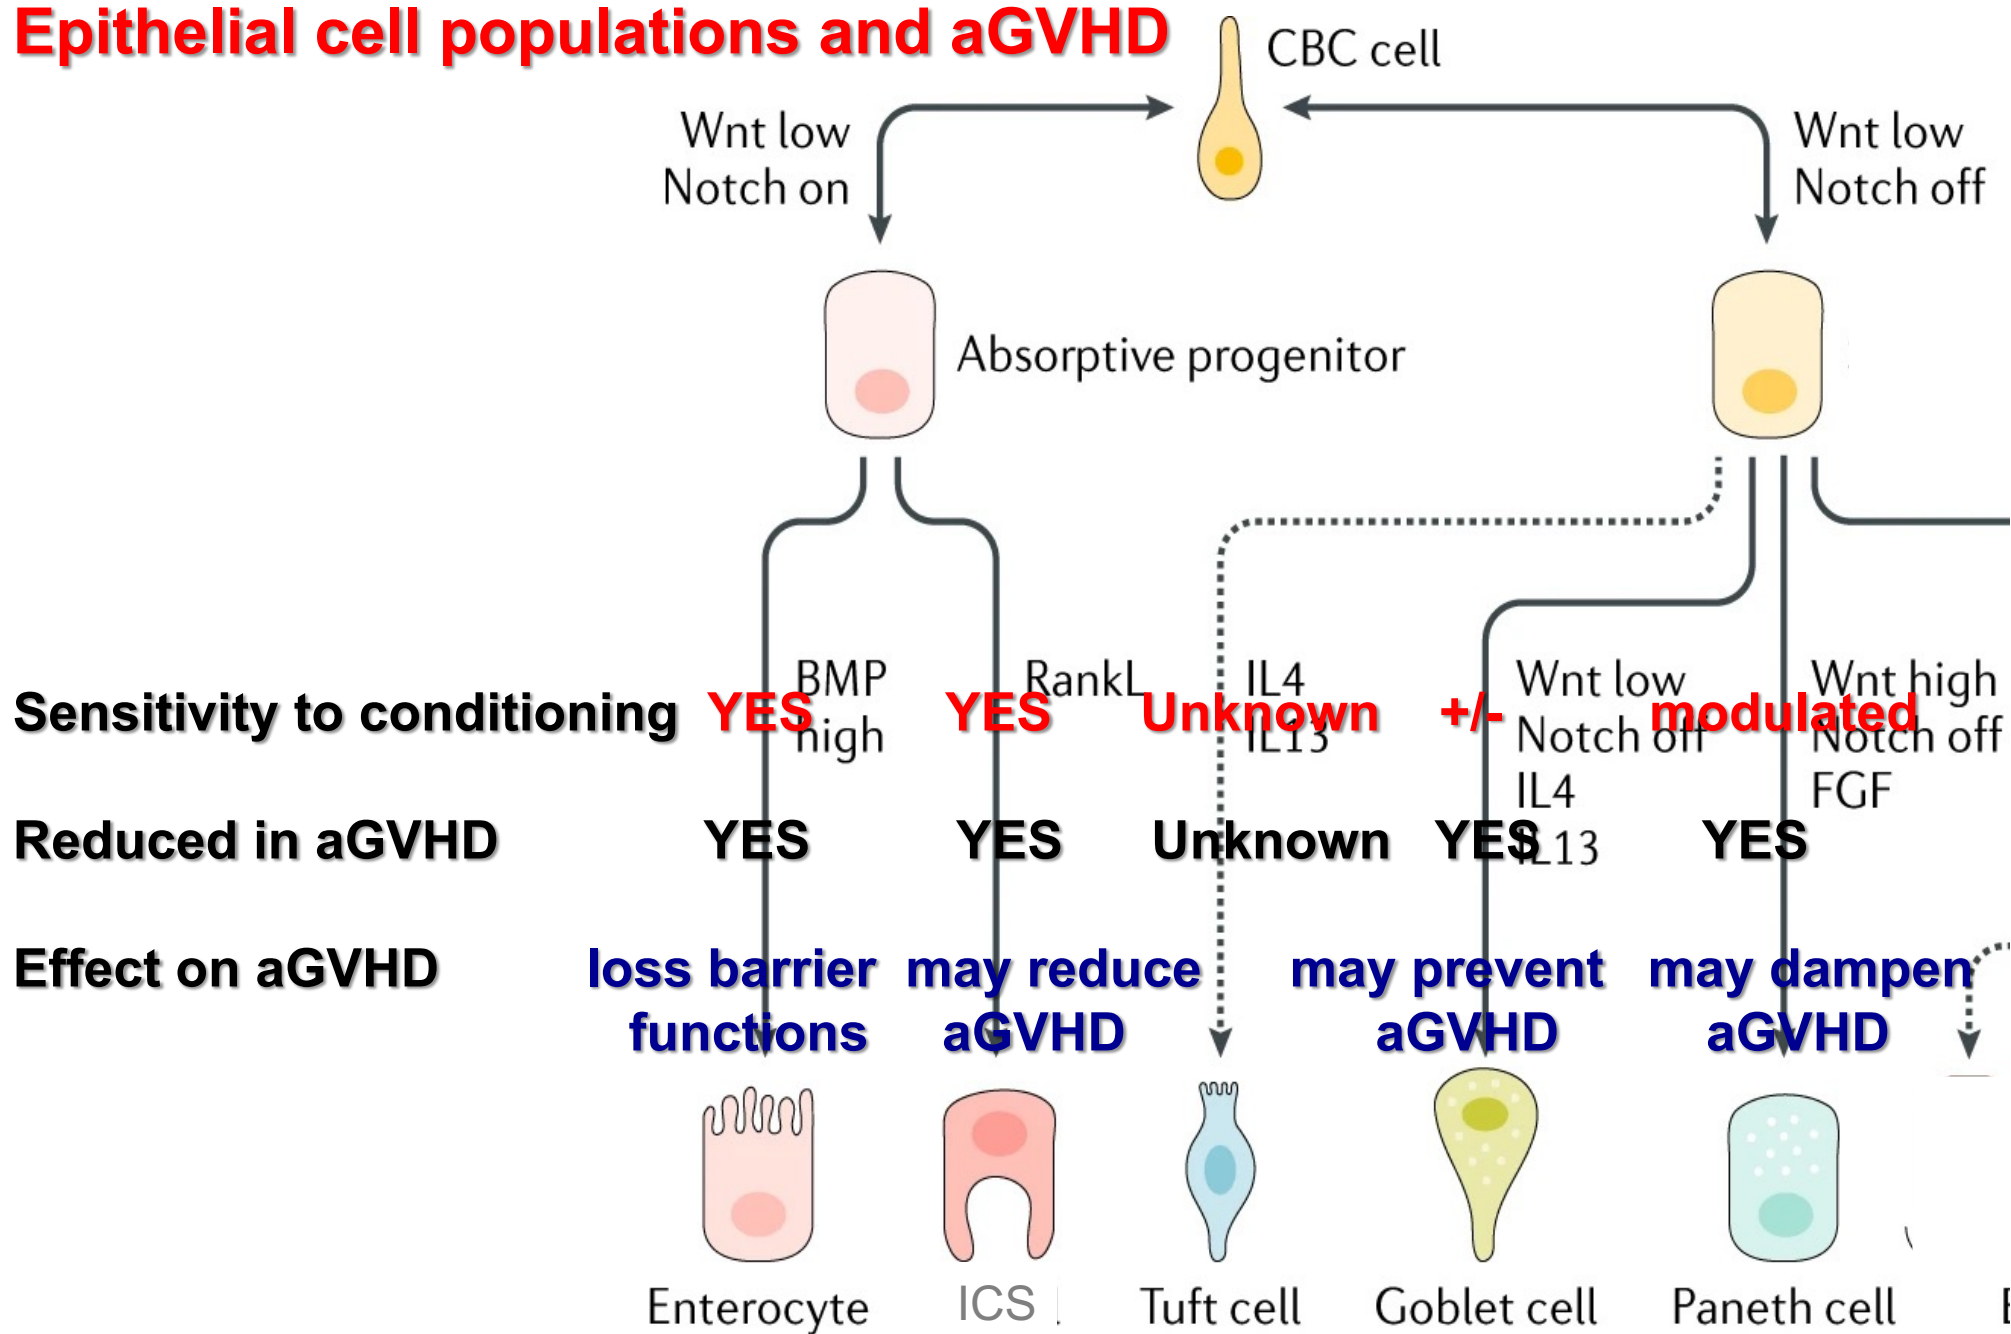 Epithelial cell populations and aGVHD
CBC cell
Wnt low
Notch on
Wnt low
Notch off
Absorptive progenitor
BMP
high
RankL
IL4
IL13
Wnt low
Notch off
IL4
IL13
Wnt high
Notch off
FGF
Sensitivity to conditioning YES YES Unknown +/- modulated
Reduced in aGVHD YES YES Unknown YES YES
Effect on aGVHD
loss barrier
functions
may reduce
aGVHD
may prevent
aGVHD
may dampen
aGVHD
Enterocyte
ICS
Tuft cell
Goblet cell
Paneth cell